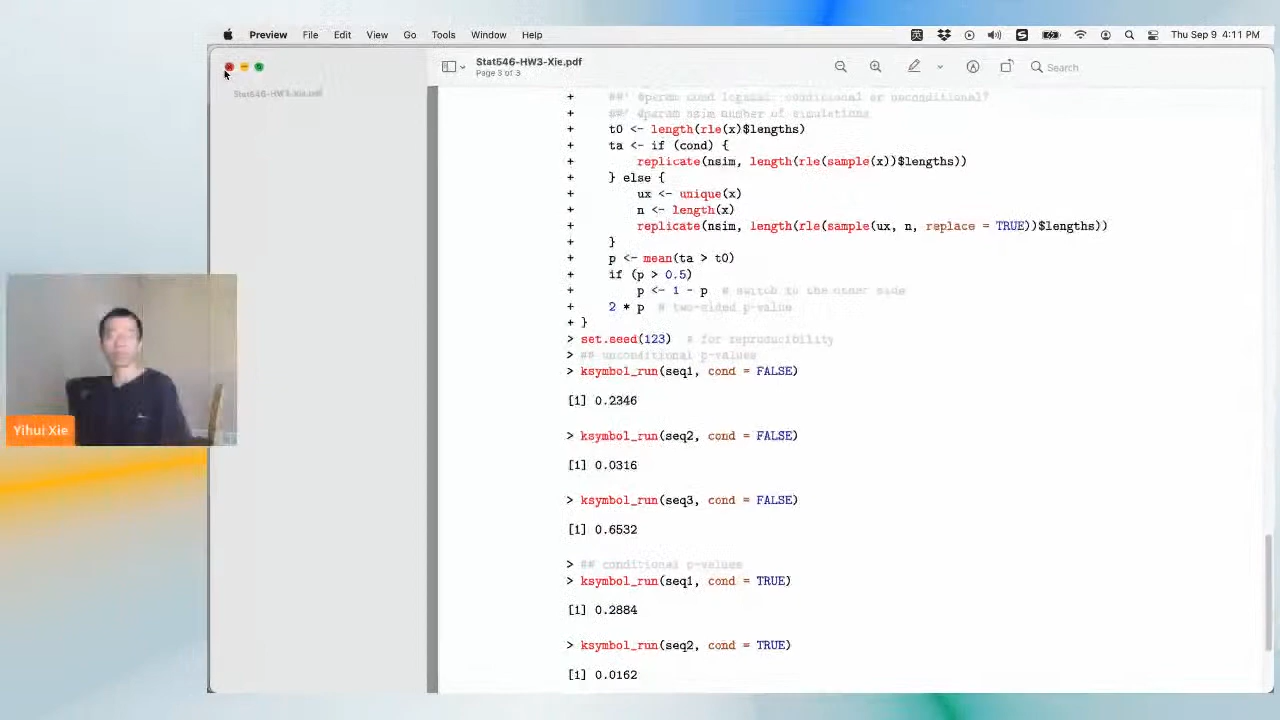 Preview File Edit View Go Tools Window Help
英
S
Thu Sep 9 4:11 PM
Stat546-HW3-Xie.pdf
Page 3 of 3
Search
Stat546-HW3-Xie.pdf
+ ##' @param cond logical: conditional or unconditional?
+ ##' @param nsim number of simulations
+ t0 <- length(rle(x)$lengths)
+ ta <- if (cond) {
+ replicate(nsim, length(rle(sample(x))$lengths))
+ } else {
+ ux <- unique(x)
+ n <- length(x)
+ replicate(nsim, length(rle(sample(ux, n, replace = TRUE))$lengths))
+ }
+ p <- mean(ta > t0)
+ if (p > 0.5)
+ p <- 1 - p # switch to the other side
+ 2 * p # two-sided p-value
+ }
> set.seed(123) # for reproducibility
> ## unconditional p-values
> ksymbol_run(seq1, cond = FALSE)
[1] 0.2346
> ksymbol_run(seq2, cond = FALSE)
[1] 0.0316
> ksymbol_run(seq3, cond = FALSE)
[1] 0.6532
> ## conditional p-values
> ksymbol_run(seq1, cond = TRUE)
[1] 0.2884
> ksymbol_run(seq2, cond = TRUE)
[1] 0.0162
Yihui Xie